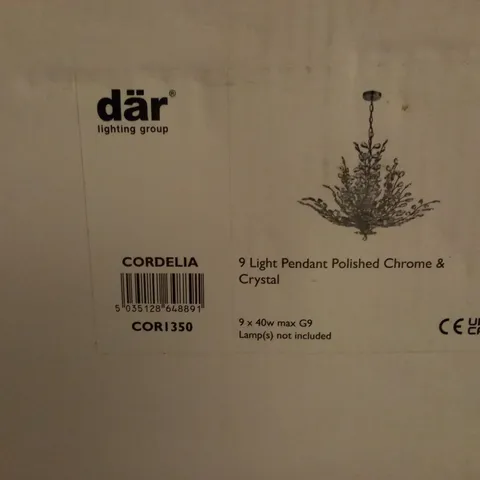 där®
lighting group
CORDELIA
5 035128 648891
COR1350
9 Light Pendant Polished Chrome &
Crystal
9 x 40w max G9
Lamp(s) not included
CE